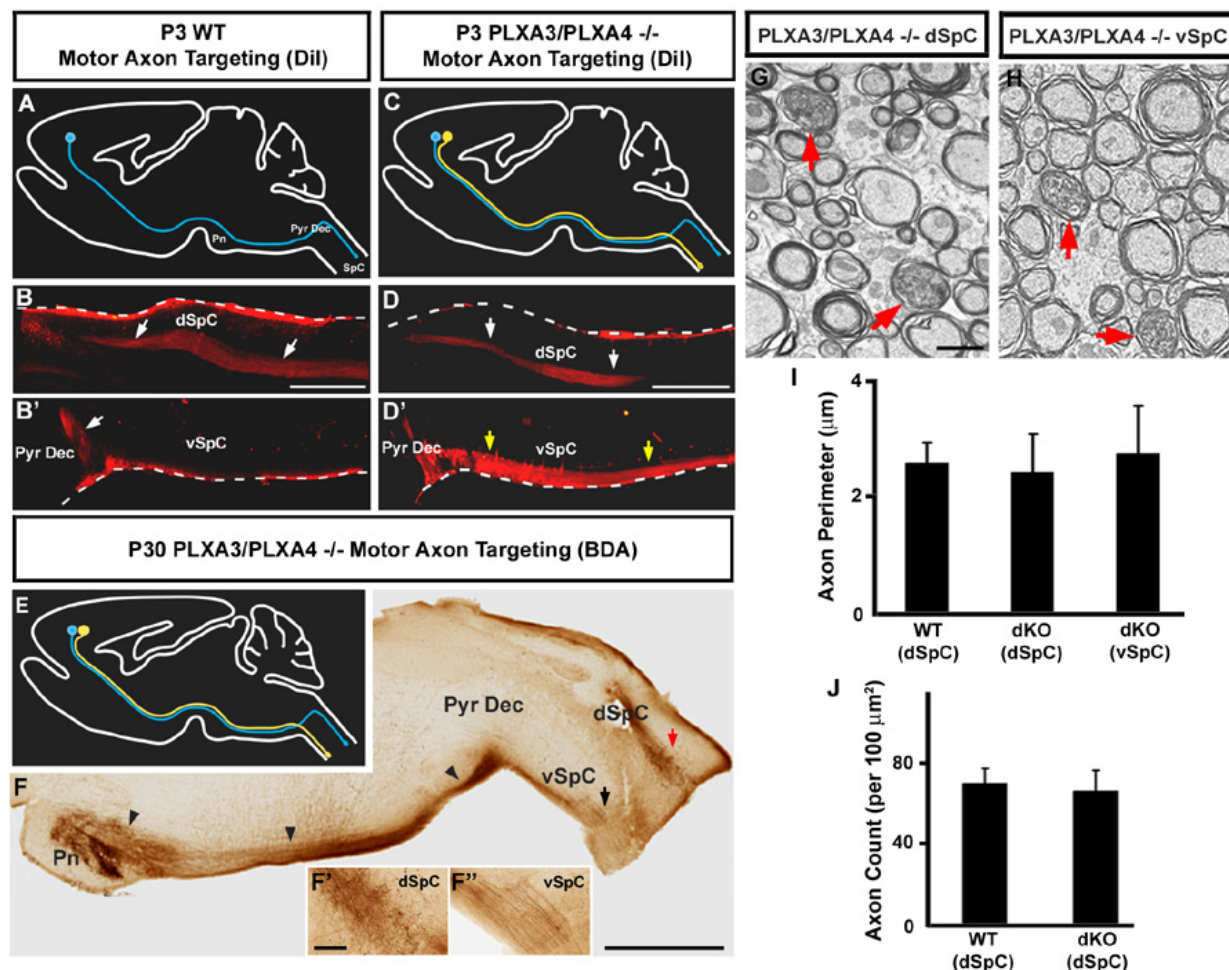 P3 WT
Motor Axon Targeting (DiI)
P3 PLXA3/PLXA4 -/-
Motor Axon Targeting (DiI)
PLXA3/PLXA4 -/- dSpC
PLXA3/PLXA4 -/- vSpC
A
Pn
Pyr Dec
SpC
C
G
H
B
dSpC
D
dSpC
B'
Pyr Dec
vSpC
D'
Pyr Dec
vSpC
I
Axon Perimeter (μm)
4
2
0
WT
(dSpC)
dKO
(dSpC)
dKO
(vSpC)
P30 PLXA3/PLXA4 -/- Motor Axon Targeting (BDA)
E
F
Pn
Pyr Dec
dSpC
vSpC
F'
dSpC
F''
vSpC
J
Axon Count (per 100 μm²)
80
40
0
WT
(dSpC)
dKO
(dSpC)